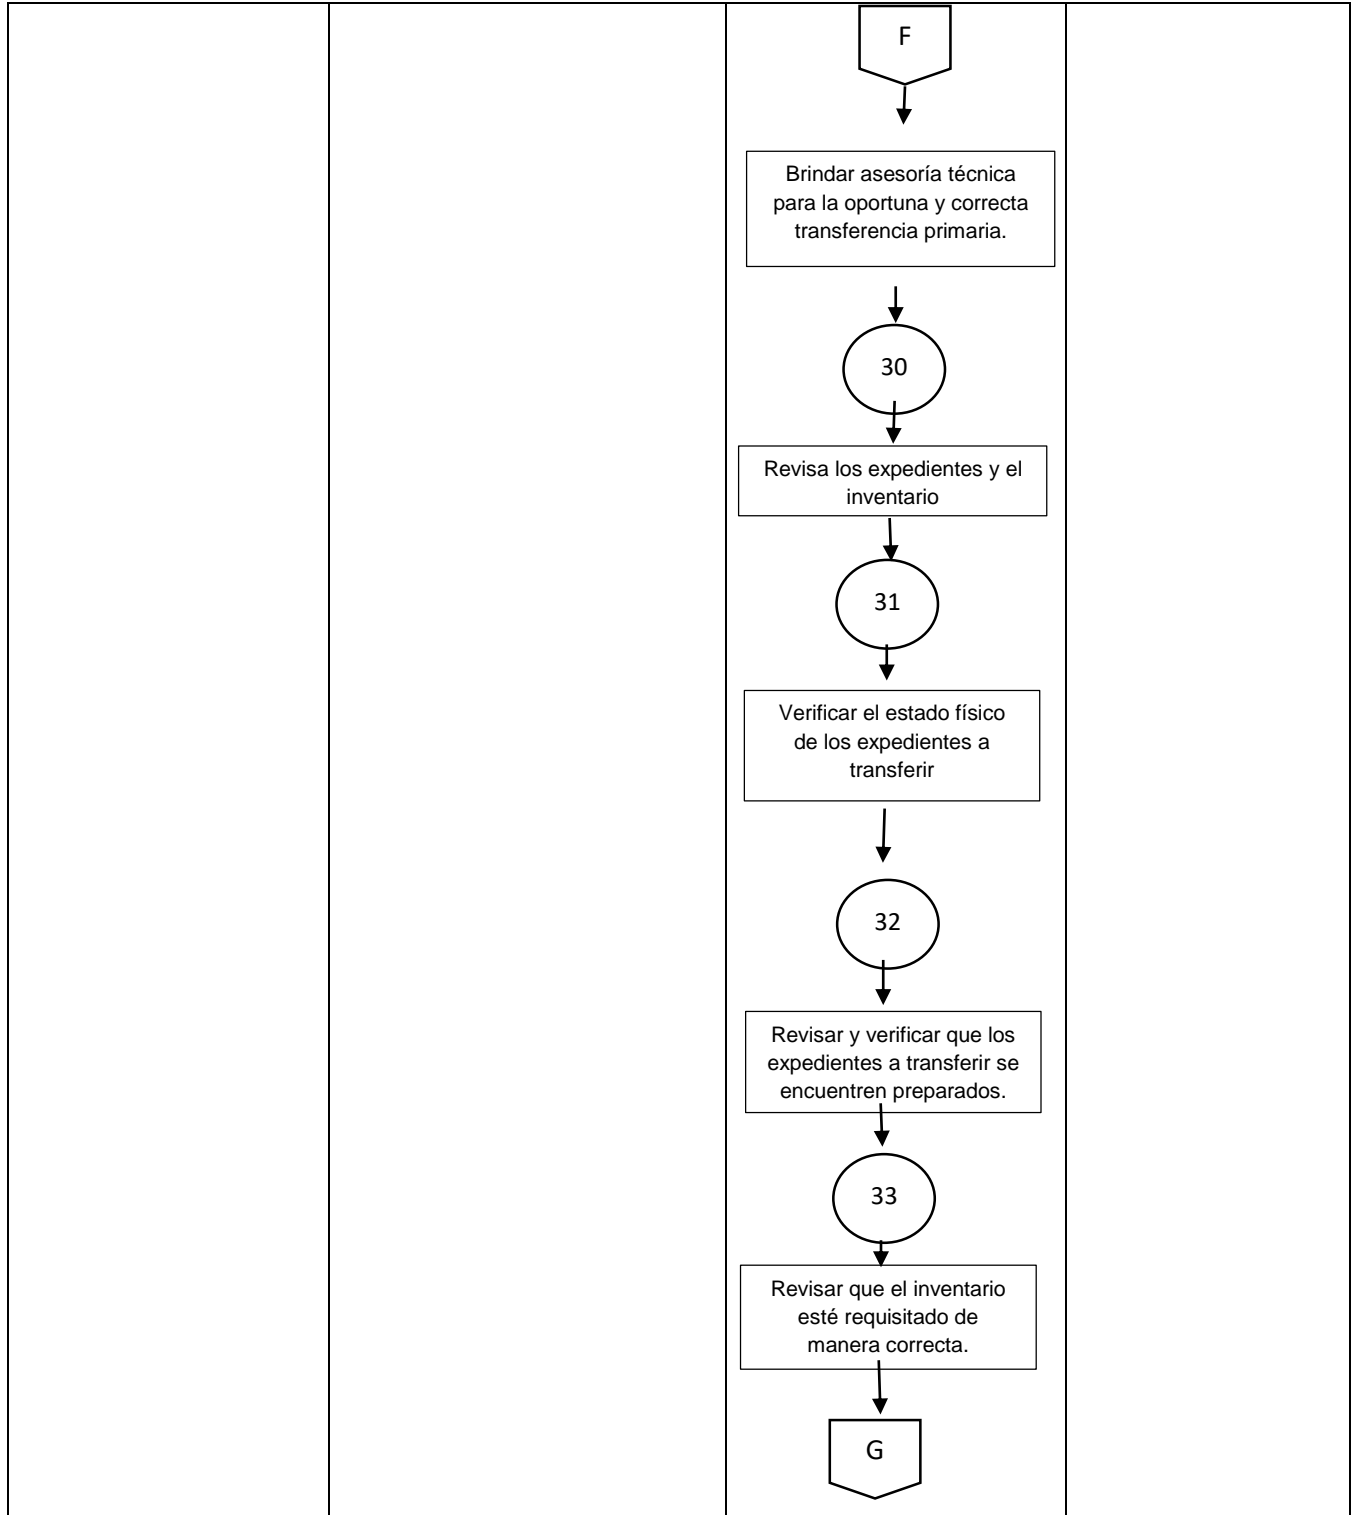 F
Brindar asesoría técnica
para la oportuna y correcta
transferencia primaria.
30
Revisa los expedientes y el
inventario
31
Verificar el estado físico
de los expedientes a
transferir
32
Revisar y verificar que los
expedientes a transferir se
encuentren preparados.
33
Revisar que el inventario
esté requisitado de
manera correcta.
G